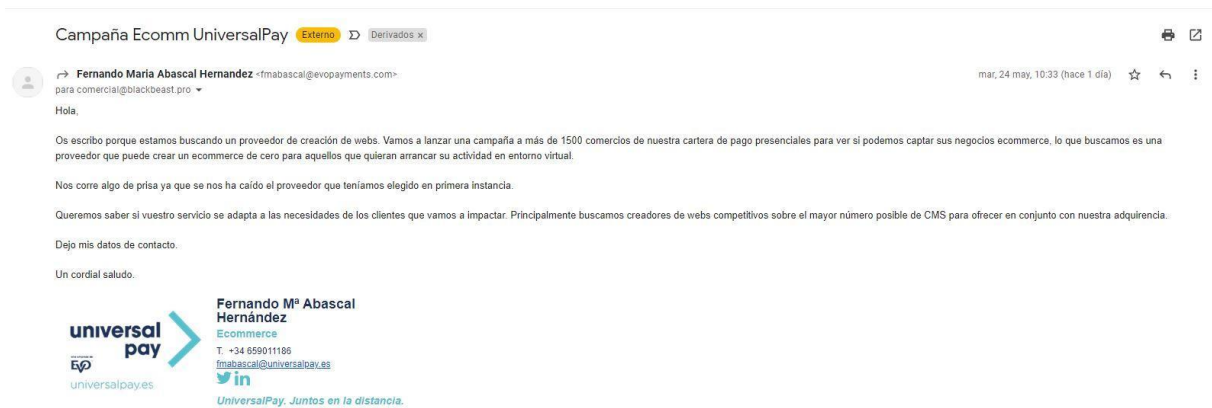 Campaña Ecomm UniversalPay Externo Derivados x
Fernando Maria Abascal Hernandez <fmabascal@evopayments.com> mar, 24 may, 10:33 (hace 1 día)
para comercial@blackbeast.pro
Hola,
Os escribo porque estamos buscando un proveedor de creación de webs. Vamos a lanzar una campaña a más de 1500 comercios de nuestra cartera de pago presenciales para ver si podemos captar sus negocios ecommerce, lo que buscamos es una
proveedor que puede crear un ecommerce de cero para aquellos que quieran arrancar su actividad en entorno virtual.
Nos corre algo de prisa ya que se nos ha caído el proveedor que teníamos elegido en primera instancia.
Queremos saber si vuestro servicio se adapta a las necesidades de los clientes que vamos a impactar. Principalmente buscamos creadores de webs competitivos sobre el mayor número posible de CMS para ofrecer en conjunto con nuestra adquirencia.
Dejo mis datos de contacto.
Un cordial saludo.
universal
pay
EVO
universalpay.es
Fernando Mª Abascal
Hernández
Ecommerce
T. +34 659011186
fmabascal@universalpay.es
UniversalPay. Juntos en la distancia.